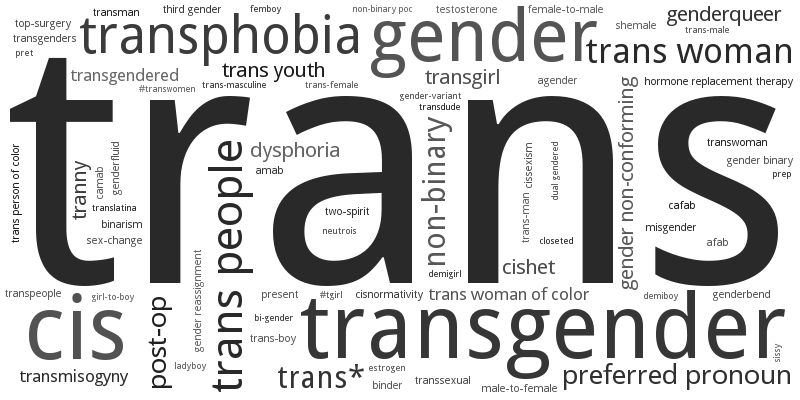 transman
third gender
femboy
non-binary poc
testosterone
female-to-male
genderqueer
top-surgery
transgenders
pret
transphobia
gender
shemale
trans-male
trans woman
transgendered
trans youth
transgirl
#transwomen
trans-masculine
trans-female
agender
hormone replacement therapy
gender-variant
transdude
trans
trans person of color
tranny
camab
genderfluid
translatina
binarism
sex-change
trans people
dysphoria
amab
two-spirit
neutrois
non-binary
demigirl
trans-man
cissexism
dual gendered
closeted
cishet
gender non-conforming
transwoman
gender binary
prep
cafab
misgender
afab
transpeople
girl-to-boy
cis
post-op
gender reassignment
present
#tgirl
cisnormativity
trans woman of color
demiboy
genderbend
bi-gender
trans-boy
transgender
sissy
transmisogyny
ladyboy
trans*
estrogen
binder
transsexual
male-to-female
preferred pronoun